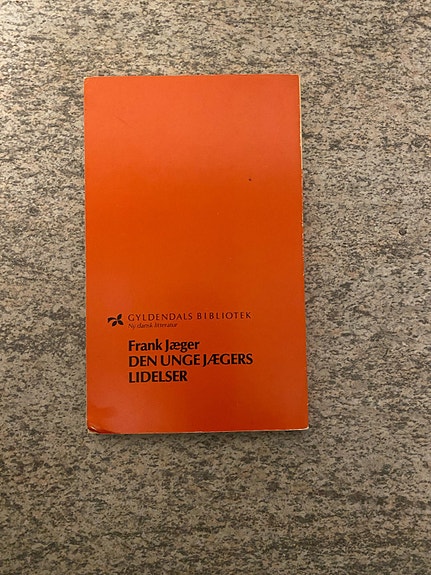 GYLDENDALS BIBLIOTEK
Ny dansk litteratur
Frank Jæger
DEN UNGE JÆGERS
LIDELSER